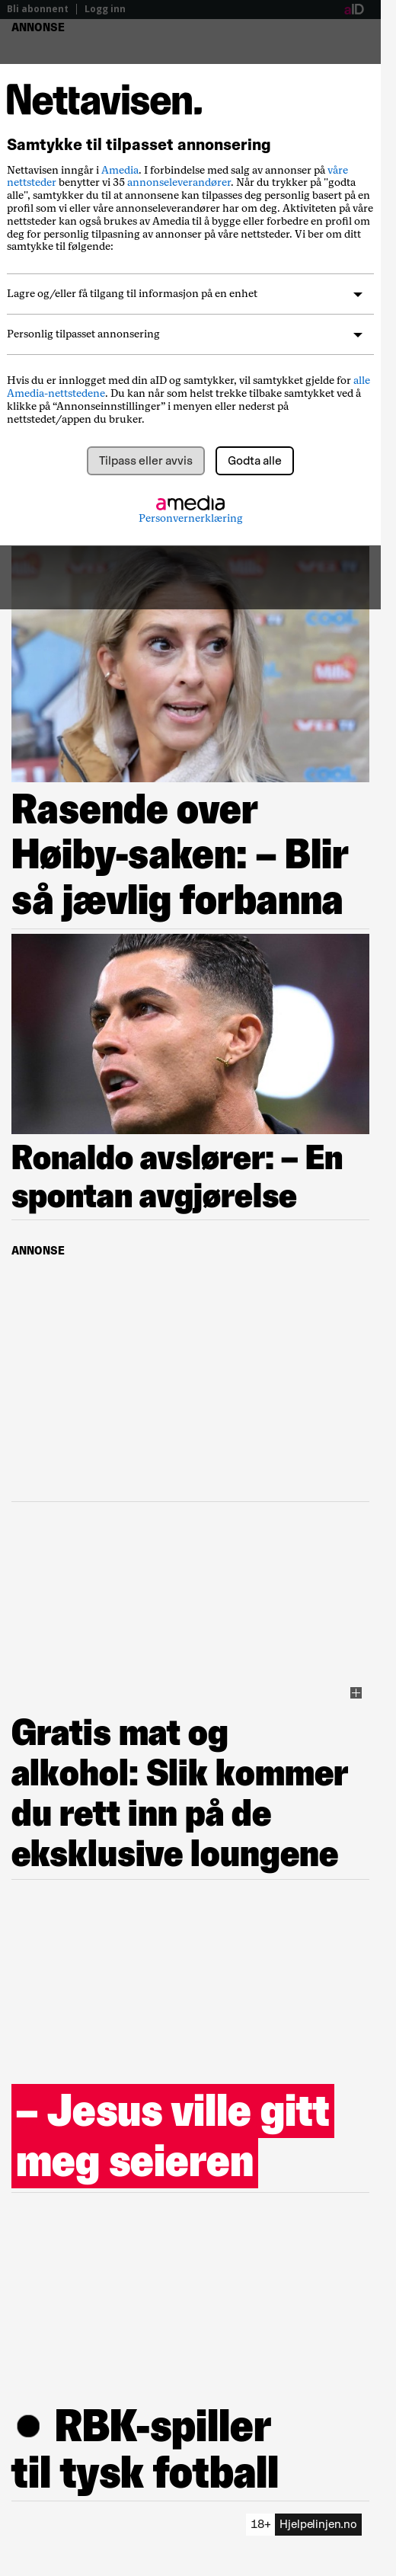 Bli abonnent | Logg inn
aID
ANNONSE
Nettavisen.
Samtykke til tilpasset annonsering
Nettavisen inngår i Amedia. I forbindelse med salg av annonser på våre
nettsteder benytter vi 35 annonseleverandører. Når du trykker på "godta
alle", samtykker du til at annonsene kan tilpasses deg personlig basert på en
profil som vi eller våre annonseleverandører har om deg. Aktiviteten på våre
nettsteder kan også brukes av Amedia til å bygge eller forbedre en profil om
deg for personlig tilpasning av annonser på våre nettsteder. Vi ber om ditt
samtykke til følgende:
Lagre og/eller få tilgang til informasjon på en enhet
Personlig tilpasset annonsering
Hvis du er innlogget med din aID og samtykker, vil samtykket gjelde for alle
Amedia-nettstedene. Du kan når som helst trekke tilbake samtykket ved å
klikke på “Annonseinnstillinger” i menyen eller nederst på
nettstedet/appen du bruker.
Tilpass eller avvis
Godta alle
amedia
Personvernerklæring
Rasende over
Høiby-saken: – Blir
så jævlig forbanna
Ronaldo avslører: – En
spontan avgjørelse
ANNONSE
Gratis mat og
alkohol: Slik kommer
du rett inn på de
eksklusive loungene
– Jesus ville gitt
meg seieren
RBK-spiller
til tysk fotball
18+ Hjelpelinjen.no